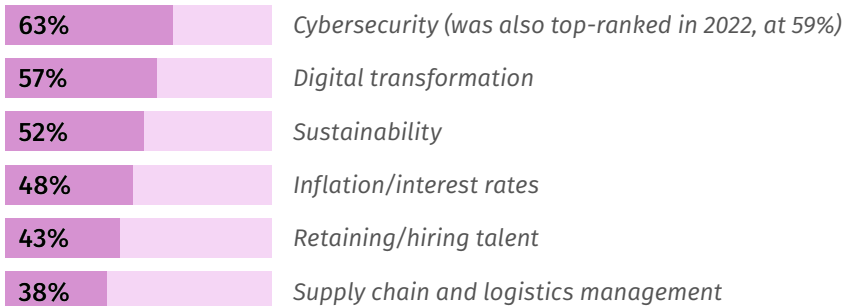 63% Cybersecurity (was also top-ranked in 2022, at 59%)
57% Digital transformation
52% Sustainability
48% Inflation/interest rates
43% Retaining/hiring talent
38% Supply chain and logistics management